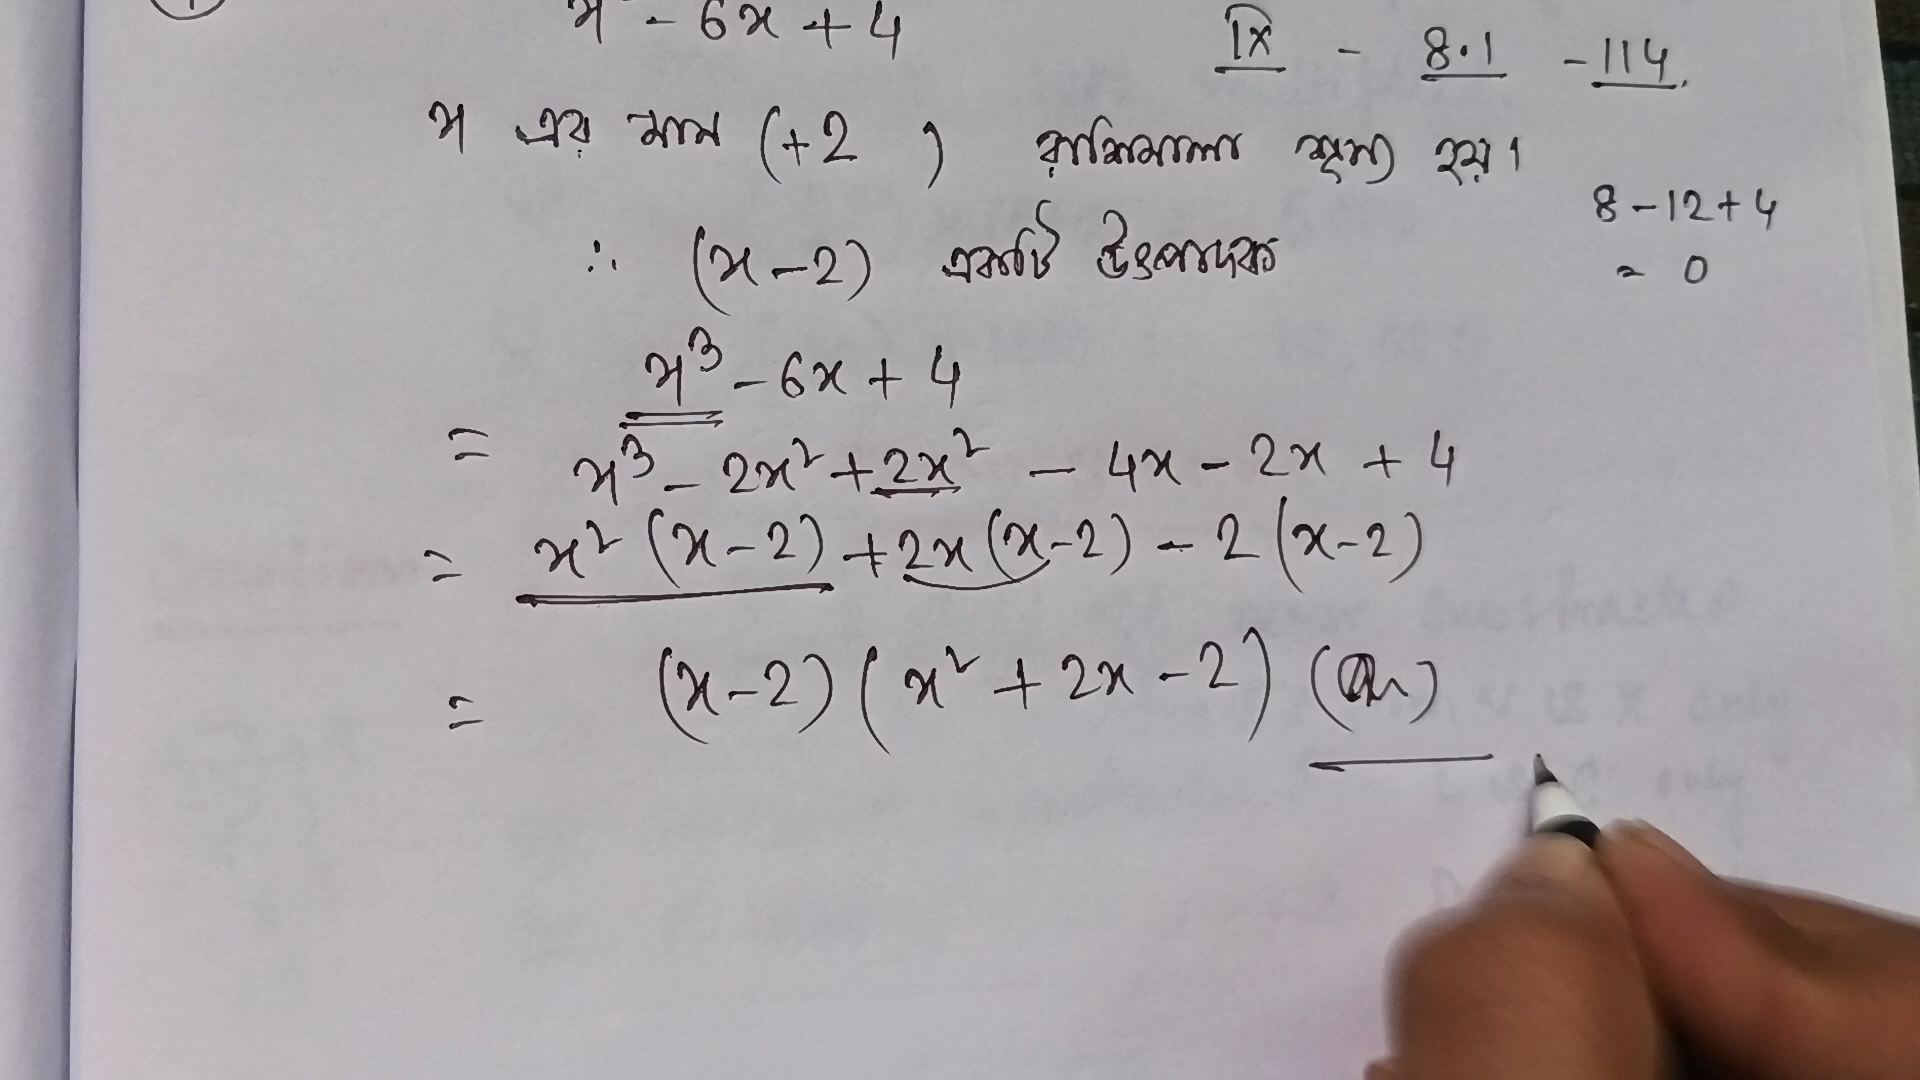 x³ - 6x + 4
IX - 8.1 - 114.
x এর মান (+2 ) রাশিমালা শূন্য হয়।
8 - 12 + 4
= 0
∴ (x - 2) একটি উৎপাদক
x³ - 6x + 4
= x³ - 2x² + 2x² - 4x - 2x + 4
= x² (x - 2) + 2x (x - 2) - 2 (x - 2)
= (x - 2) ( x² + 2x - 2)